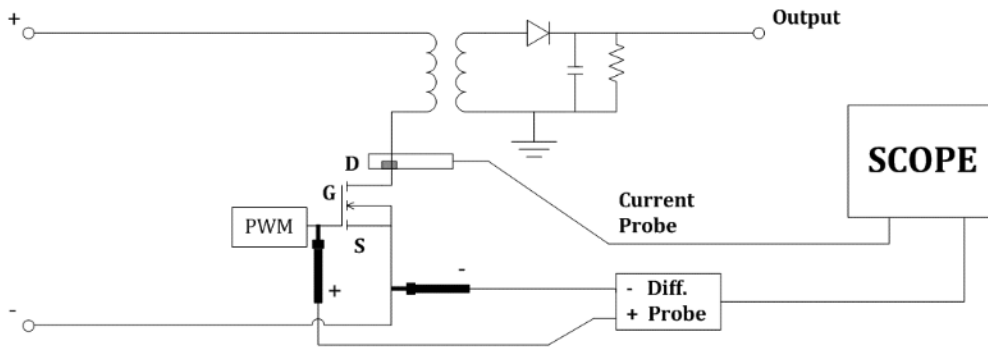 +
Output
D
SCOPE
G
Current
Probe
PWM
S
+
-
- Diff.
+ Probe
-